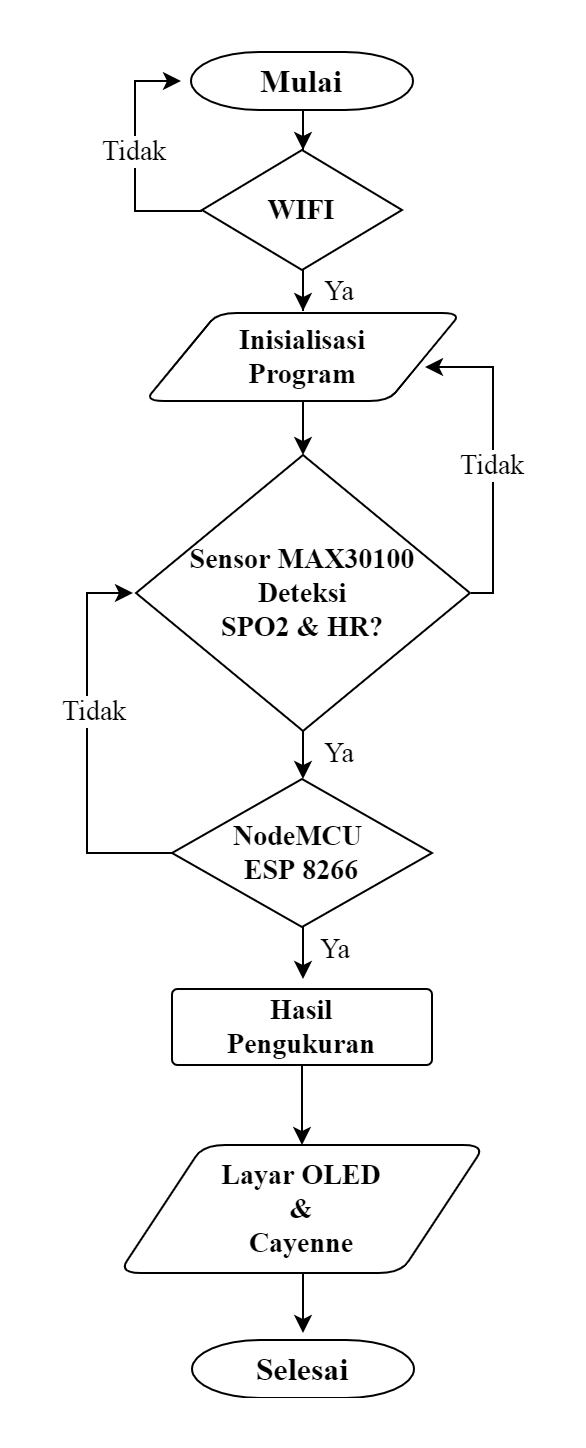 Mulai
Tidak
WIFI
Ya
Inisialisasi
Program
Tidak
Sensor MAX30100
Deteksi
SPO2 & HR?
Tidak
Ya
NodeMCU
ESP 8266
Ya
Hasil
Pengukuran
Layar OLED
&
Cayenne
Selesai